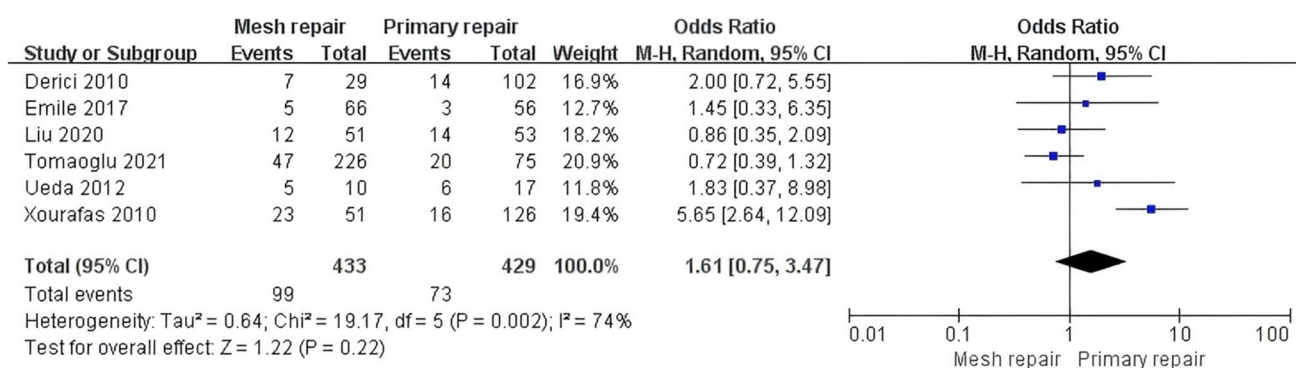 Mesh repair Primary repair Odds Ratio Odds Ratio
Study or Subgroup Events Total Events Total Weight M-H, Random, 95% CI M-H, Random, 95% CI
Derici 2010 7 29 14 102 16.9% 2.00 [0.72, 5.55]
Emile 2017 5 66 3 56 12.7% 1.45 [0.33, 6.35]
Liu 2020 12 51 14 53 18.2% 0.86 [0.35, 2.09]
Tomaoglu 2021 47 226 20 75 20.9% 0.72 [0.39, 1.32]
Ueda 2012 5 10 6 17 11.8% 1.83 [0.37, 8.98]
Xourafas 2010 23 51 16 126 19.4% 5.65 [2.64, 12.09]
Total (95% CI) 433 429 100.0% 1.61 [0.75, 3.47]
Total events 99 73
Heterogeneity: Tau² = 0.64; Chi² = 19.17, df = 5 (P = 0.002); I² = 74%
Test for overall effect: Z = 1.22 (P = 0.22)
0.01 0.1 1 10 100
Mesh repair Primary repair